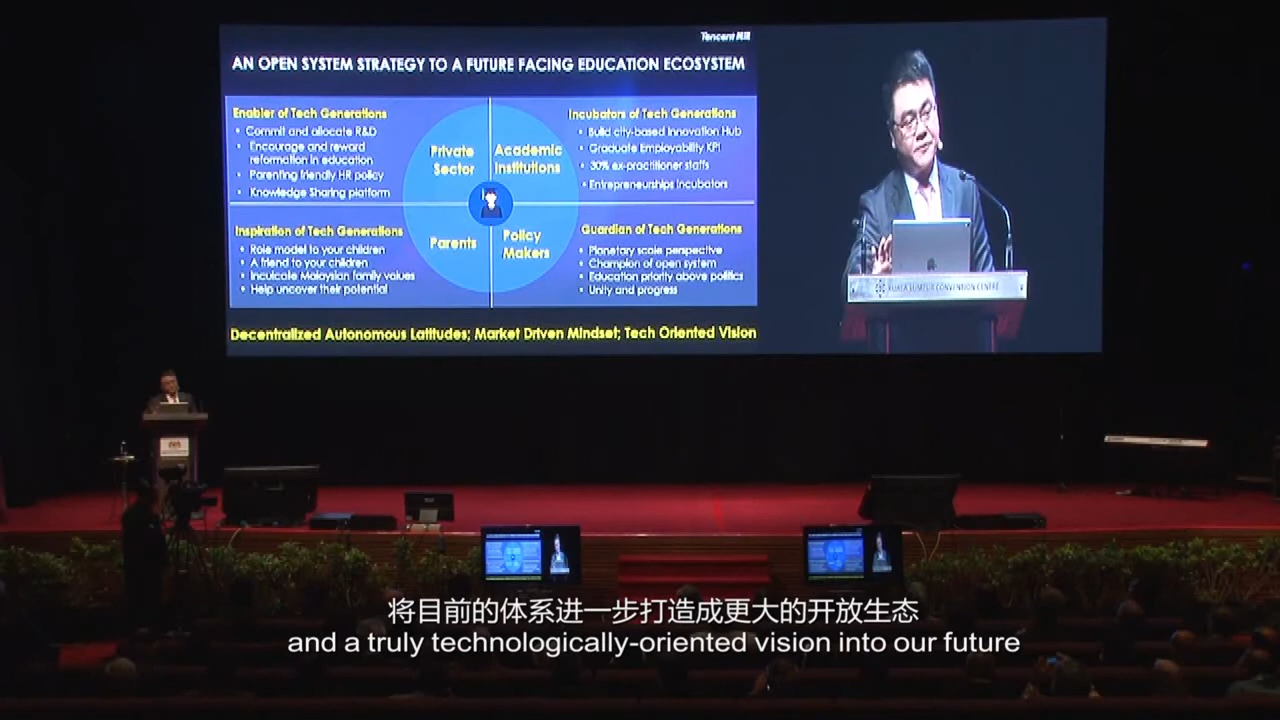 Tencent 腾讯
AN OPEN SYSTEM STRATEGY TO A FUTURE FACING EDUCATION ECOSYSTEM
Enabler of Tech Generations
• Commit and allocate R&D
• Encourage and reward
reformation in education
• Parenting friendly HR policy
• Knowledge Sharing platform
Private
Sector
Academic
Institutions
Incubators of Tech Generations
• Build city-based Innovation Hub
• Graduate Employability KPI
• 30% ex-practitioner staffs
• Entrepreneurships Incubators
Inspiration of Tech Generations
• Role model to your children
• A friend to your children
• Inculcate Malaysian family values
• Help uncover their potential
Parents
Policy
Makers
Guardian of Tech Generations
• Planetary scale perspective
• Champion of open system
• Education priority above politics
• Unity and progress
Decentralized Autonomous Latitudes; Market Driven Mindset; Tech Oriented Vision
KUALA LUMPUR CONVENTION CENTRE
将目前的体系进一步打造成更大的开放生态
and a truly technologically-oriented vision into our future